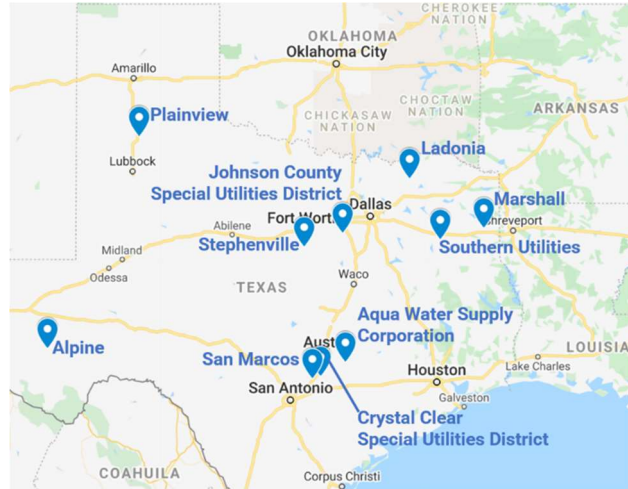 CHEROKEE
NATION
OKLAHOMA
Oklahoma City
Amarillo
CHICKASAW
NATION
CHOCTAW
NATION
ARKANSAS
Plainview
Lubbock
Ladonia
Johnson County
Special Utilities District
Dallas
Marshall
Abilene
Fort Wort
hreveport
Stephenville
Southern Utilities
Midland
Odessa
Waco
TEXAS
Aqua Water Supply
Corporation
Alpine
Aust
San Marcos
LOUISIA
Houston
Lake Charles
San Antonio
Galveston
Crystal Clear
Special Utilities District
COAHUILA
Corpus Christi